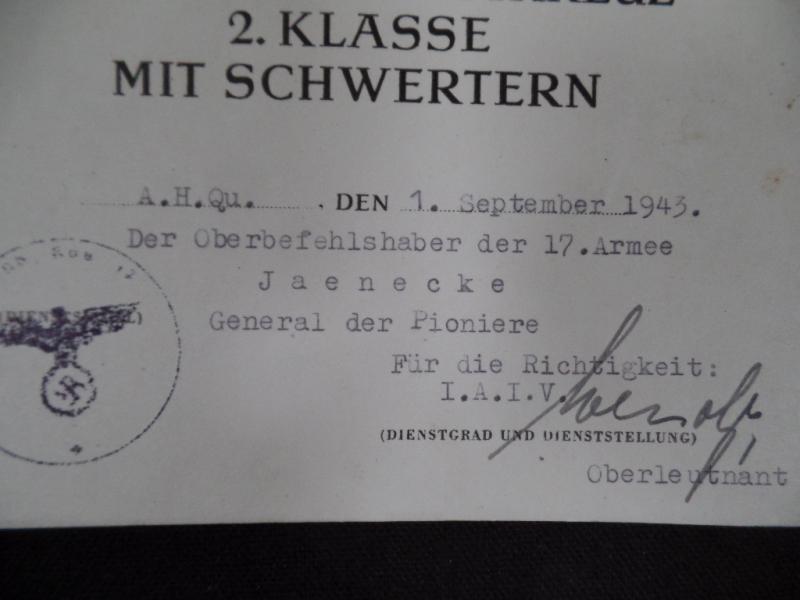 2. KLASSE
MIT SCHWERTERN
A.H.Qu. , DEN 1. September 1943.
Der Oberbefehlshaber der 17.Armee
Jaenecke
General der Pioniere
Für die Richtigkeit:
I.A.I.V.
(DIENSTGRAD UND DIENSTSTELLUNG)
Oberleutnant